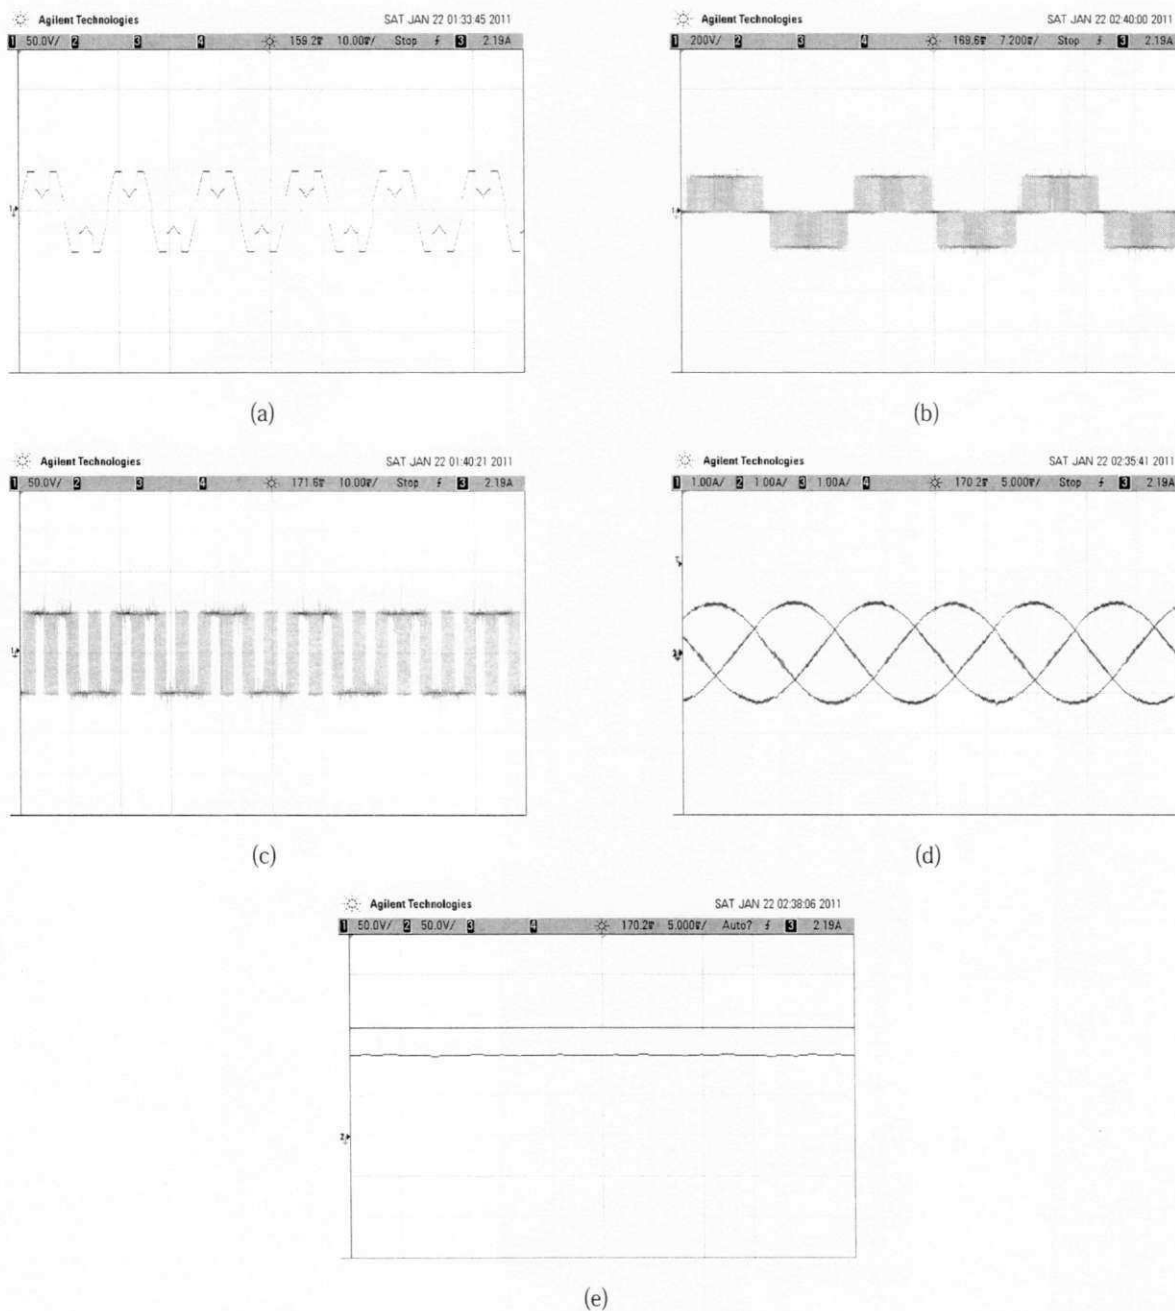 Agilent Technologies SAT JAN 22 01:33:45 2011
1 50.0V/ 2 3 4 159.2▼ 10.00▼/ Stop 3 2.19A
(a)
Agilent Technologies SAT JAN 22 02:40:00 2011
1 200V/ 2 3 4 169.6▼ 7.200▼/ Stop 3 2.19A
(b)
Agilent Technologies SAT JAN 22 01:40:21 2011
1 50.0V/ 2 3 4 171.6▼ 10.00▼/ Stop 3 2.19A
(c)
Agilent Technologies SAT JAN 22 02:35:41 2011
1 1.00A/ 2 1.00A/ 3 1.00A/ 4 170.2▼ 5.000▼/ Stop 3 2.19A
(d)
Agilent Technologies SAT JAN 22 02:38:06 2011
1 50.0V/ 2 50.0V/ 3 4 170.2▼ 5.000▼/ Auto? 3 2.19A
(e)